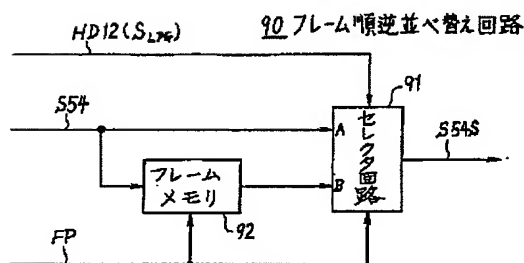 HD12(SLPG)
90 フレーム順逆並べ替え回路
91
S54
A
セレクタ回路
S54S
フレーム
メモリ
B
92
FP